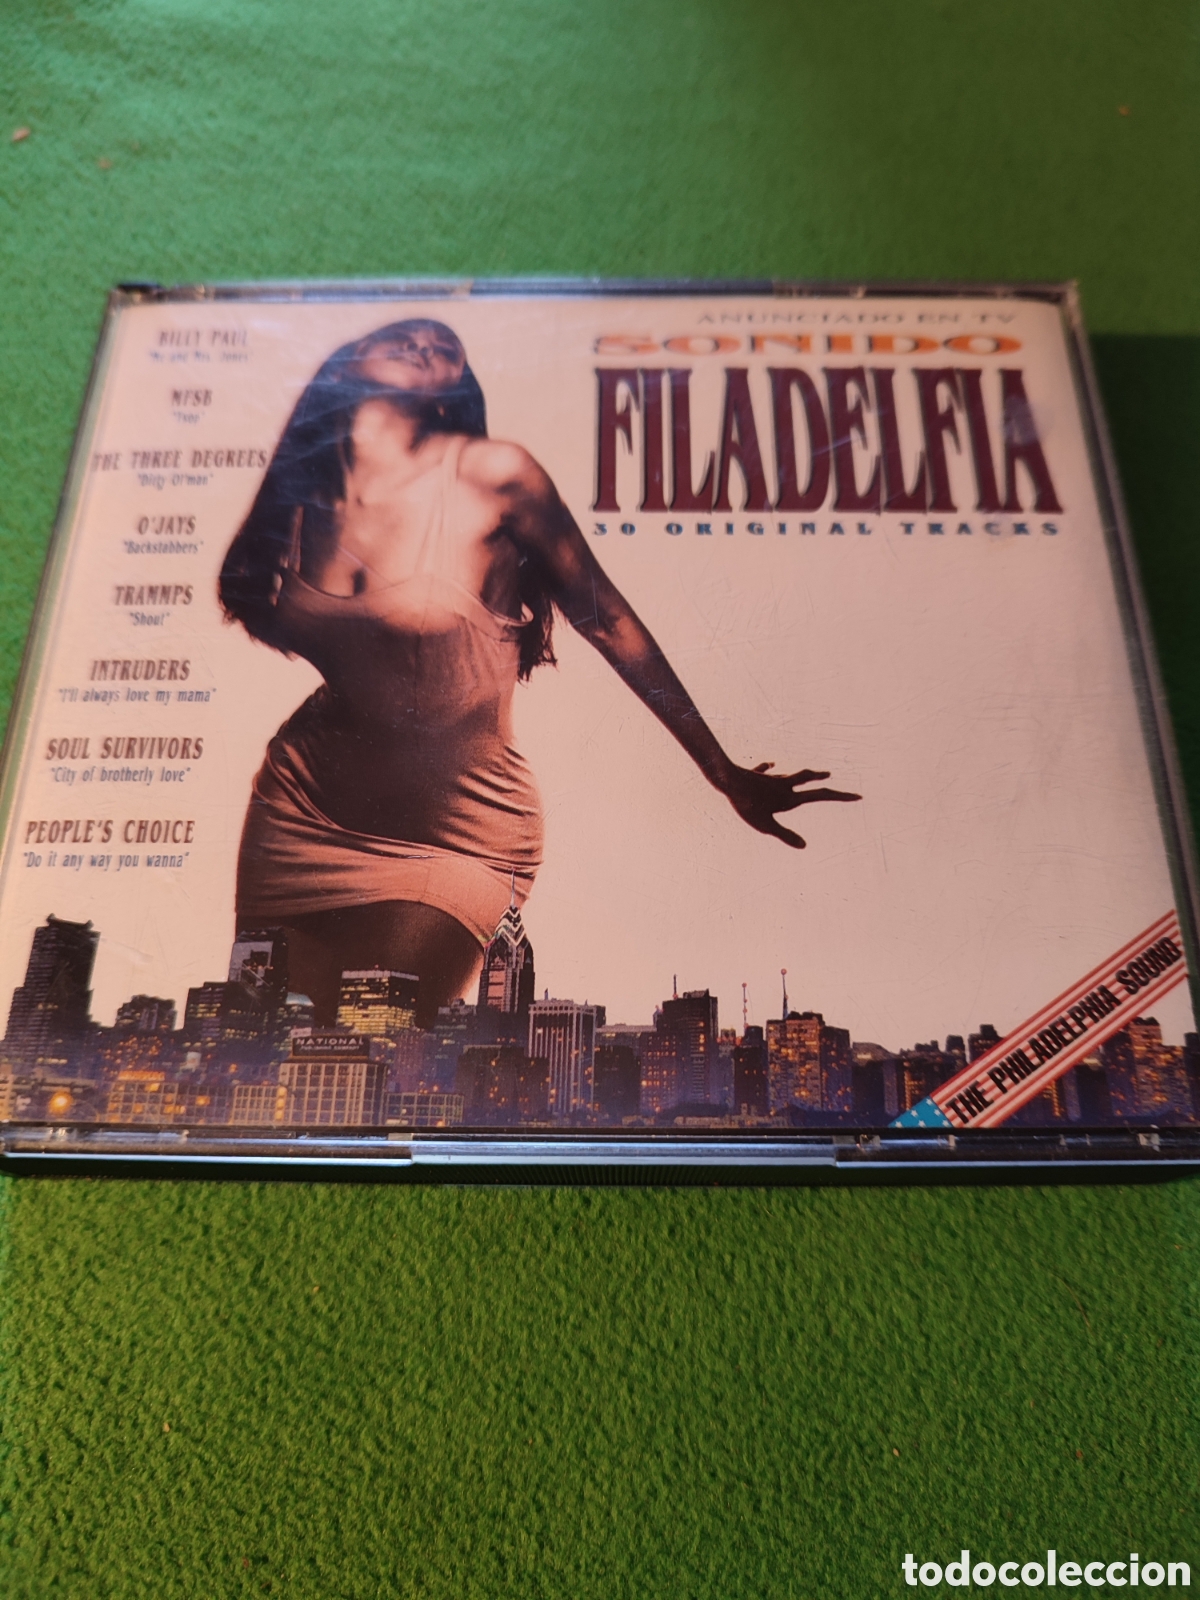 ANUNCIADO EN TV
SONIDO
FILADELFIA
30 ORIGINAL TRACKS
BILLY PAUL
"Me and Mrs. Jones"
MFSB
"Tsop"
THE THREE DEGREES
"Dirty Ol'man"
O'JAYS
"Backstabbers"
TRAMMPS
"Shout"
INTRUDERS
"I'll always love my mama"
SOUL SURVIVORS
"City of brotherly love"
PEOPLE'S CHOICE
"Do it any way you wanna"
NATIONAL
THE PHILADELPHIA SOUND
todocoleccion